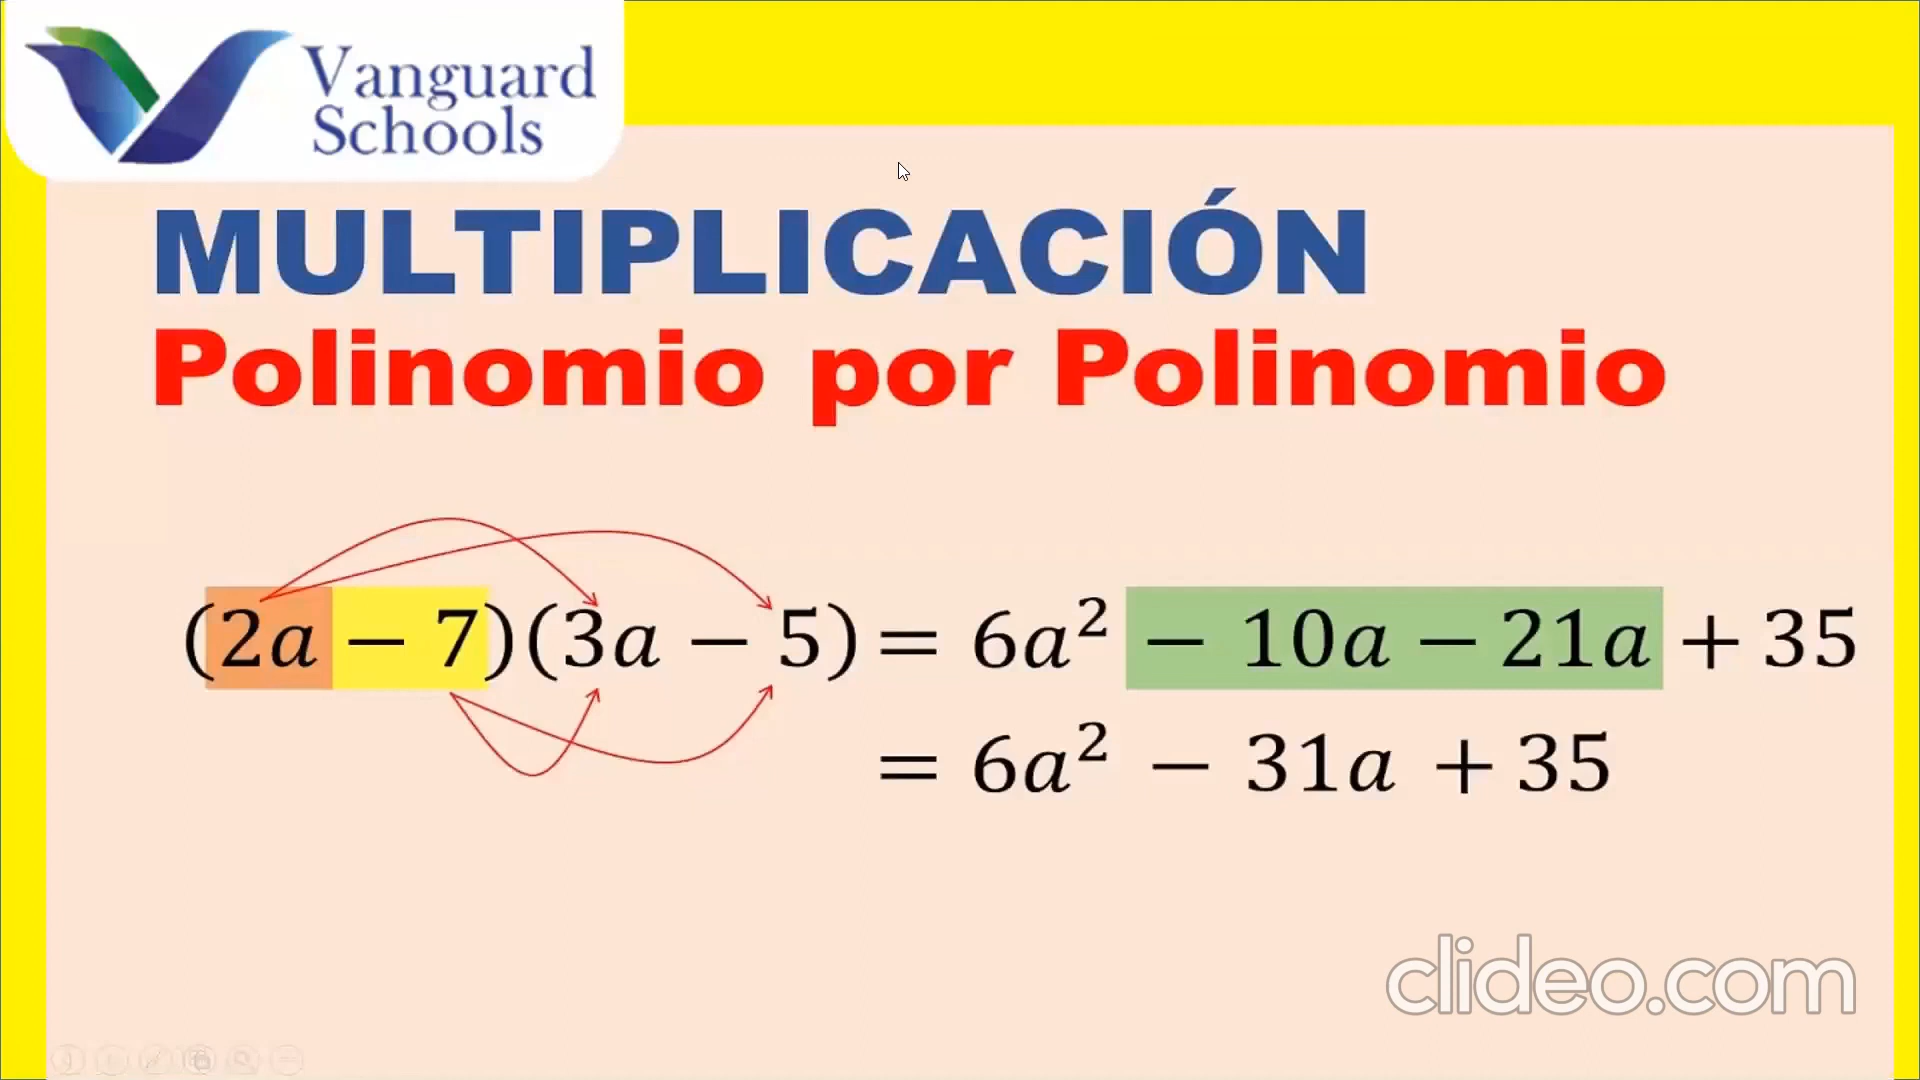 Vanguard
Schools
MULTIPLICACIÓN
Polinomio por Polinomio
(2a − 7)(3a − 5) = 6a² − 10a − 21a + 35
= 6a² − 31a + 35
clideo.com